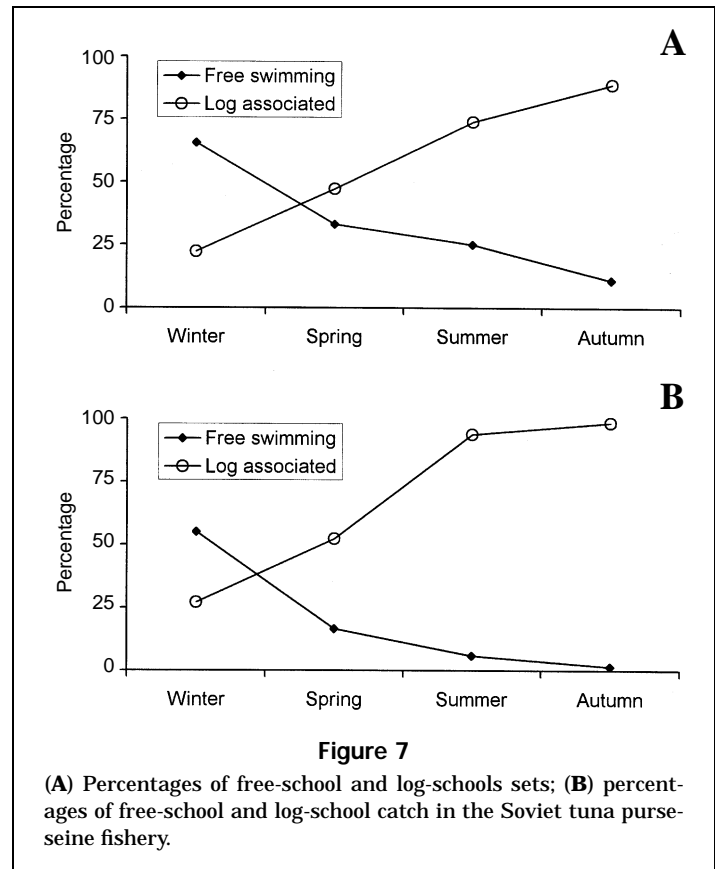 A
100
75
50
25
0
Percentage
Free swimming
Log associated
Winter Spring Summer Autumn
B
100
75
50
25
0
Percentage
Free swimming
Log associated
Winter Spring Summer Autumn
Figure 7
(A) Percentages of free-school and log-schools sets; (B) percent-
ages of free-school and log-school catch in the Soviet tuna purse-
seine fishery.